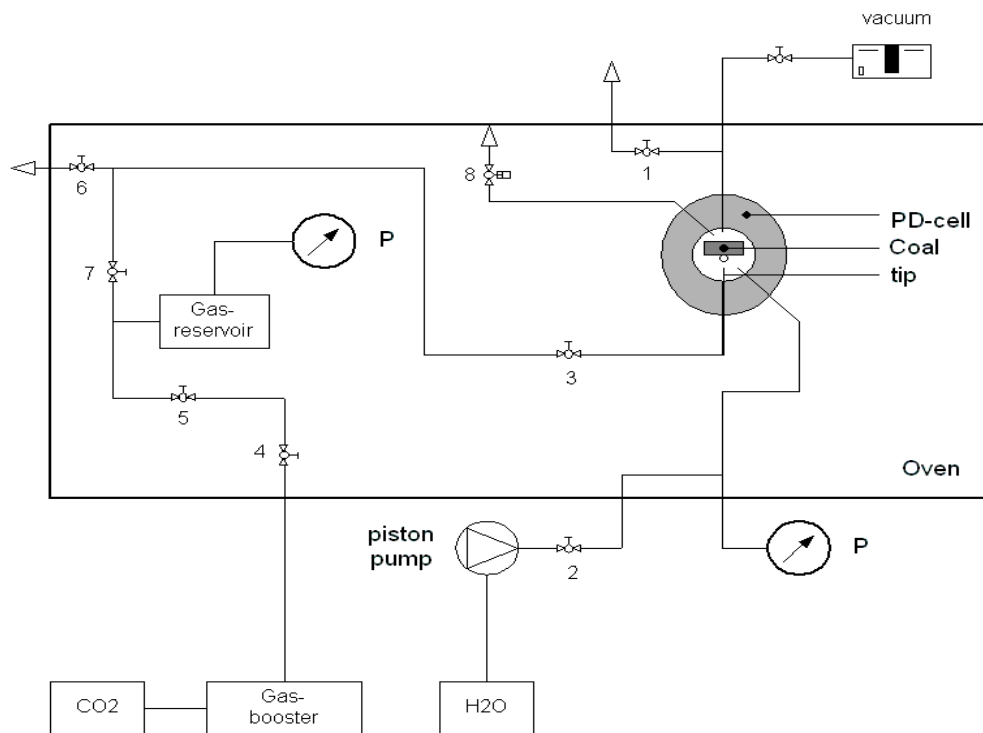 vacuum
8
1
6
PD-cell
P
Coal
7
tip
Gas-
reservoir
3
5
4
Oven
piston
pump
P
2
CO2
Gas-
booster
H2O